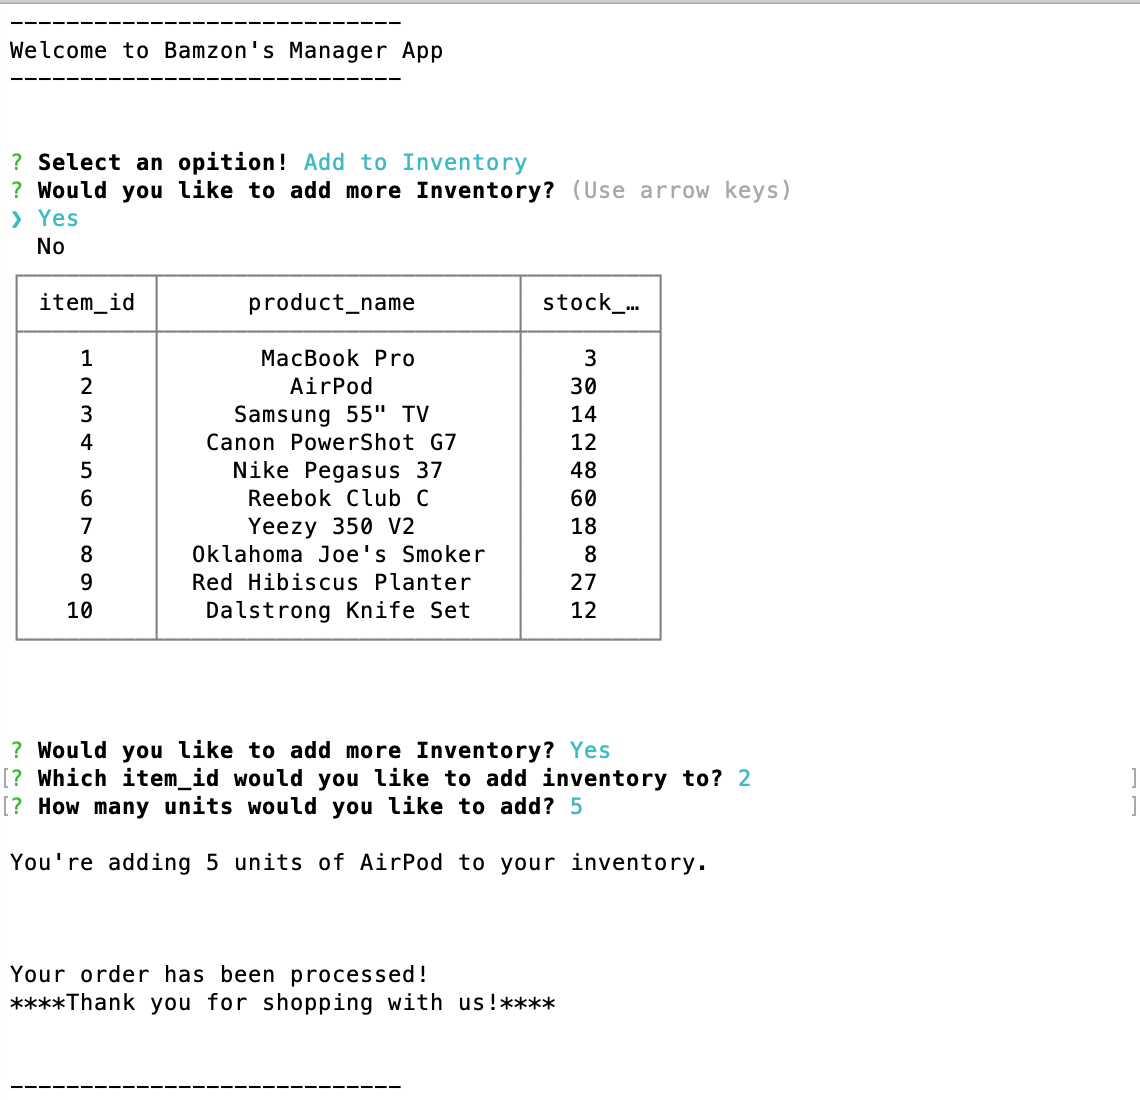 ----------------------------
Welcome to Bamzon's Manager App
----------------------------
? Select an opition! Add to Inventory
? Would you like to add more Inventory? (Use arrow keys)
❯ Yes
No
item_id product_name stock_…
1 MacBook Pro 3
2 AirPod 30
3 Samsung 55" TV 14
4 Canon PowerShot G7 12
5 Nike Pegasus 37 48
6 Reebok Club C 60
7 Yeezy 350 V2 18
8 Oklahoma Joe's Smoker 8
9 Red Hibiscus Planter 27
10 Dalstrong Knife Set 12
? Would you like to add more Inventory? Yes
[? Which item_id would you like to add inventory to? 2 ]
[? How many units would you like to add? 5 ]
You're adding 5 units of AirPod to your inventory.
Your order has been processed!
****Thank you for shopping with us!****
----------------------------